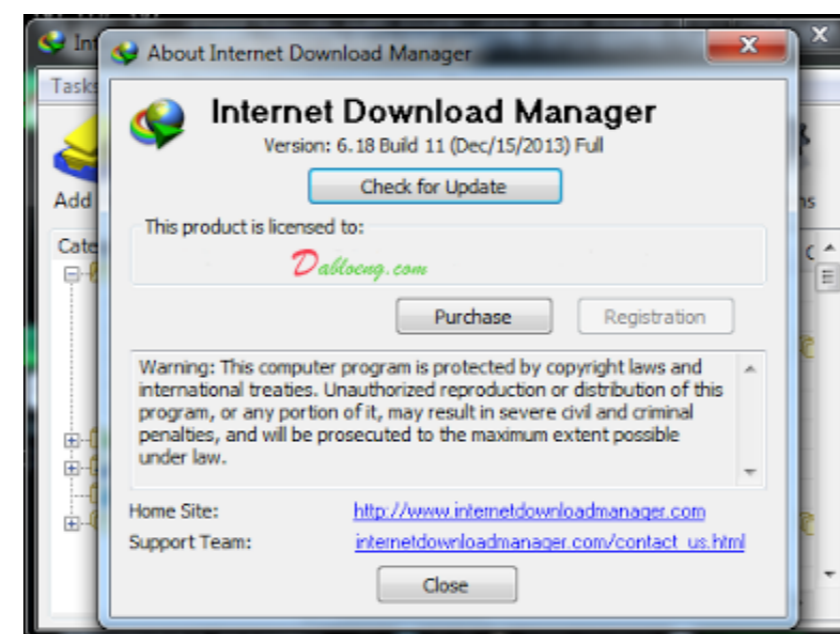 About Internet Download Manager
Tasks
Internet Download Manager
Version: 6.18 Build 11 (Dec/15/2013) Full
Check for Update
Add
This product is licensed to:
Dabloeng.com
Cate
Purchase
Registration
Warning: This computer program is protected by copyright laws and
international treaties. Unauthorized reproduction or distribution of this
program, or any portion of it, may result in severe civil and criminal
penalties, and will be prosecuted to the maximum extent possible
under law.
Home Site: http://www.internetdownloadmanager.com
Support Team: internetdownloadmanager.com/contact_us.html
Close